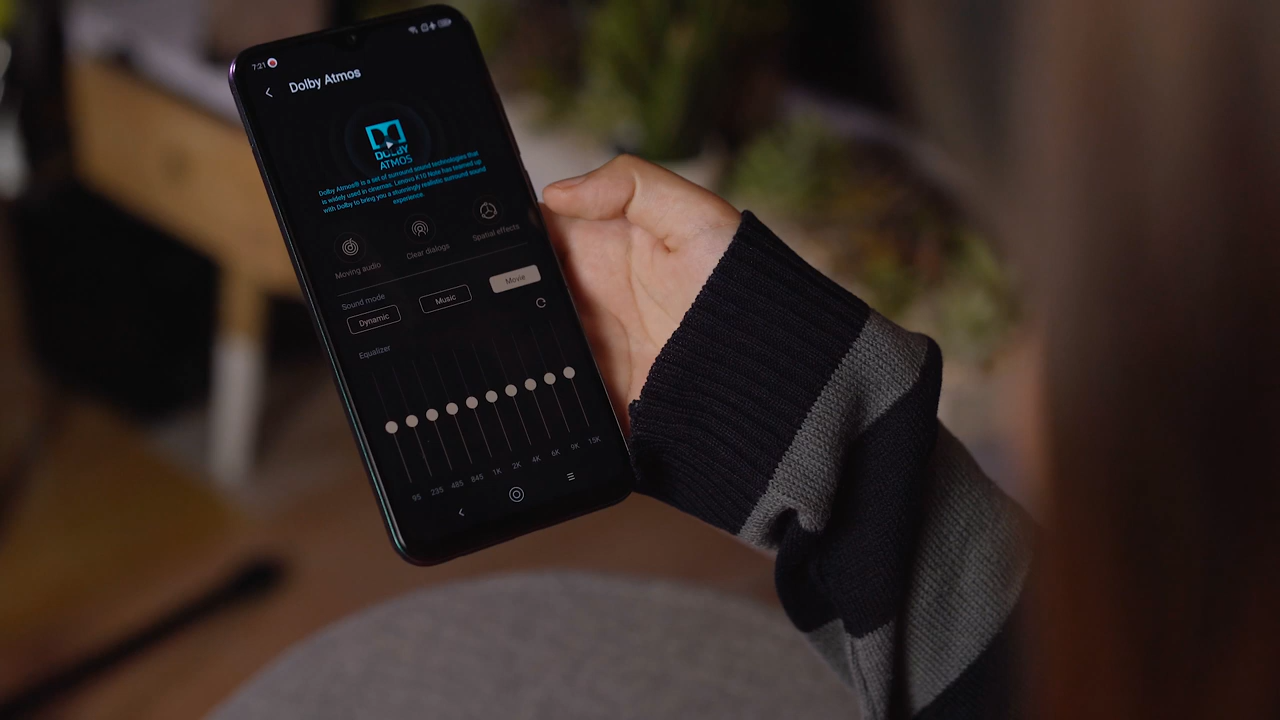 7:21
Dolby Atmos
DOLBY
ATMOS
Dolby Atmos® is a set of surround sound technologies that
is widely used in cinemas. Lenovo K10 Note has teamed up
with Dolby to bring you a stunningly realistic surround sound
experience.
Moving audio
Clear dialogs
Spatial effects
Sound mode
Dynamic
Music
Movie
Equalizer
95 235 485 845 1K 2K 4K 6K 9K 15K